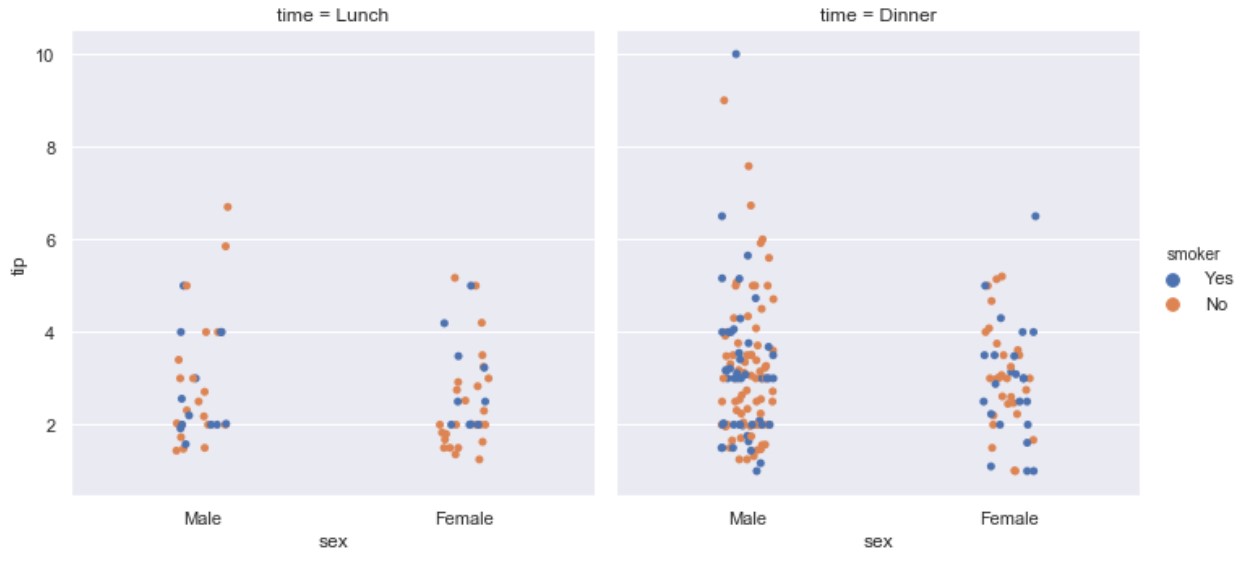 time = Lunch
time = Dinner
10
8
6
4
2
tip
Male
Female
sex
Male
Female
sex
smoker
Yes
No